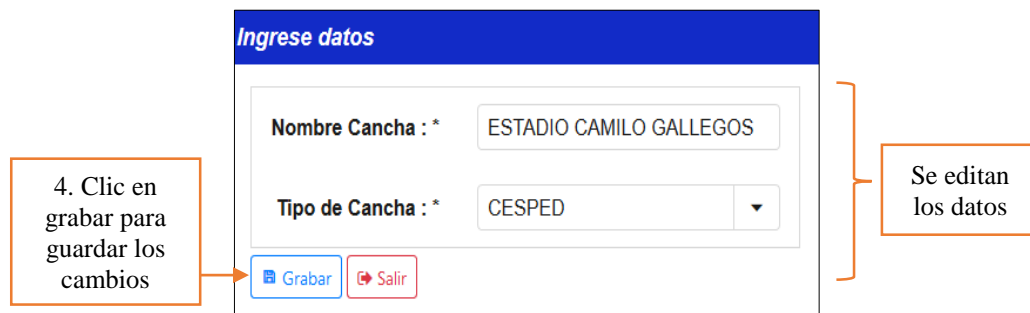 Ingrese datos
Nombre Cancha : * ESTADIO CAMILO GALLEGOS
Tipo de Cancha : * CESPED
Grabar Salir
4. Clic en
grabar para
guardar los
cambios
Se editan
los datos